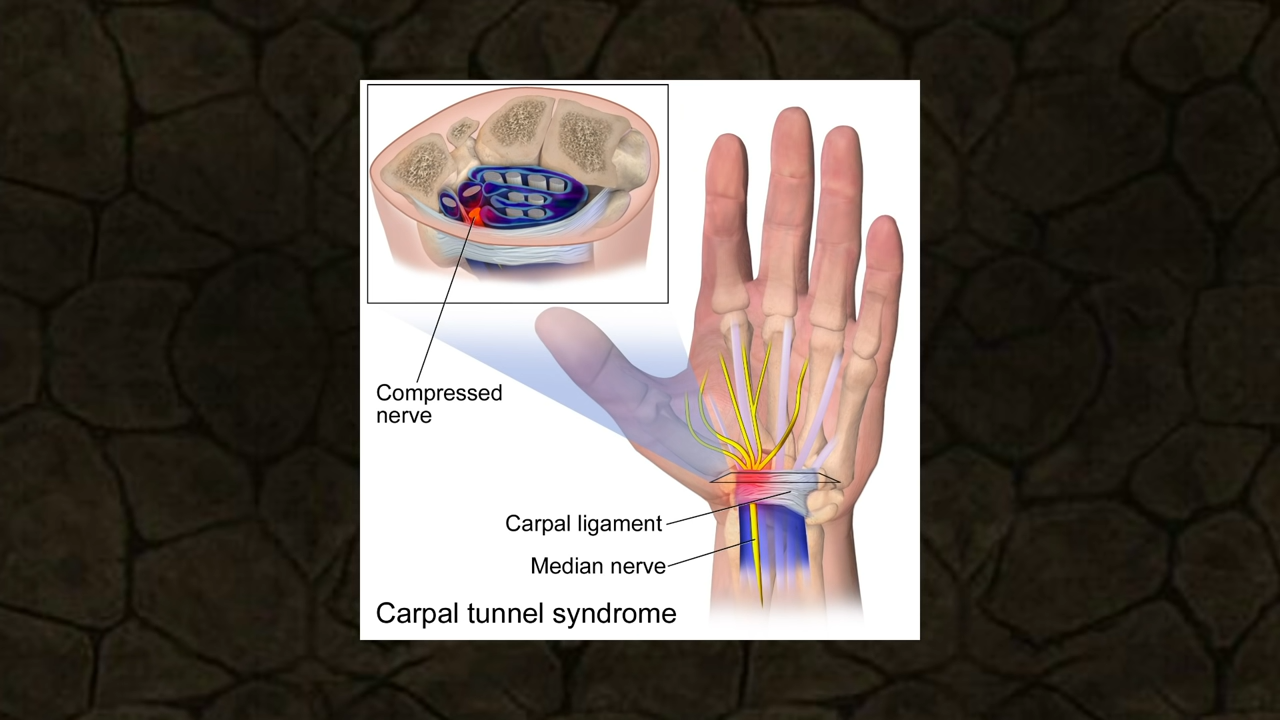 Compressed
nerve
Carpal ligament
Median nerve
Carpal tunnel syndrome